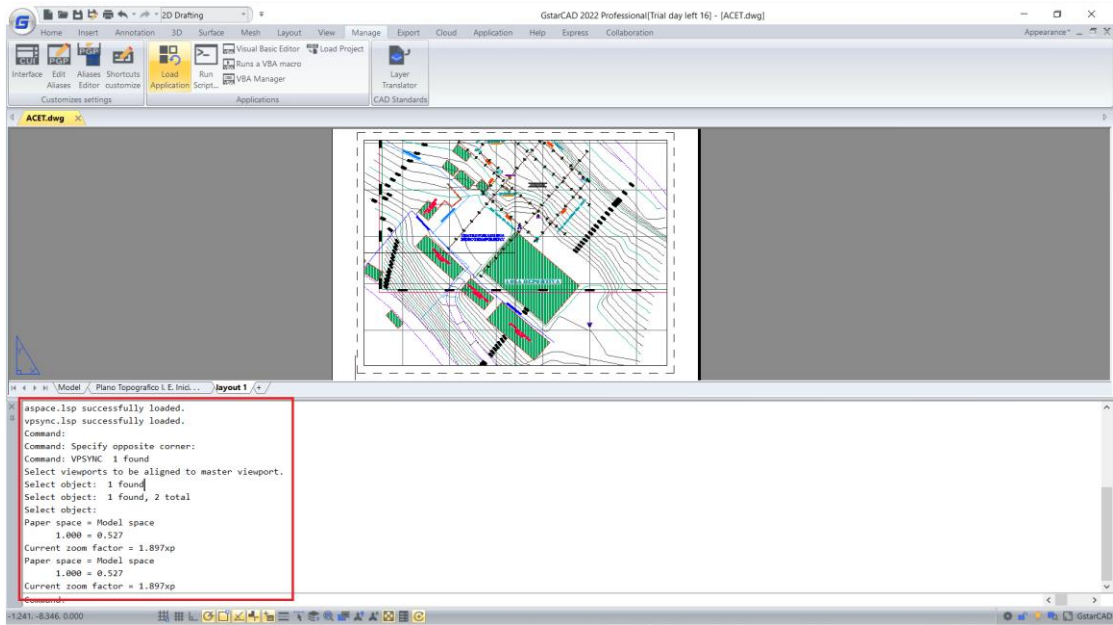 2D Drafting
GstarCAD 2022 Professional[Trial day left 16] - [ACET.dwg]
Home Insert Annotation 3D Surface Mesh Layout View Manage Export Cloud Application Help Express Collaboration
Appearance
CUI PGP PGP
Visual Basic Editor Load Project
Runs a VBA macro
VBA Manager
Interface Edit Aliases Shortcuts Load Run Layer
Aliases Editor customize Application Script... Translator
Customizes settings Applications CAD Standards
ACET.dwg
LOSA DEPORTIVA
Y
X
Model Plano Topografico I. E. Inici. . . layout 1 +
aspace.lsp successfully loaded.
vpsync.lsp successfully loaded.
Command:
Command: Specify opposite corner:
Command: VPSYNC 1 found
Select viewports to be aligned to master viewport.
Select object: 1 found
Select object: 1 found, 2 total
Select object:
Paper space = Model space
1.000 = 0.527
Current zoom factor = 1.897xp
Paper space = Model space
1.000 = 0.527
Current zoom factor = 1.897xp
Command:
-1.241, -8.346, 0.000
GstarCAD